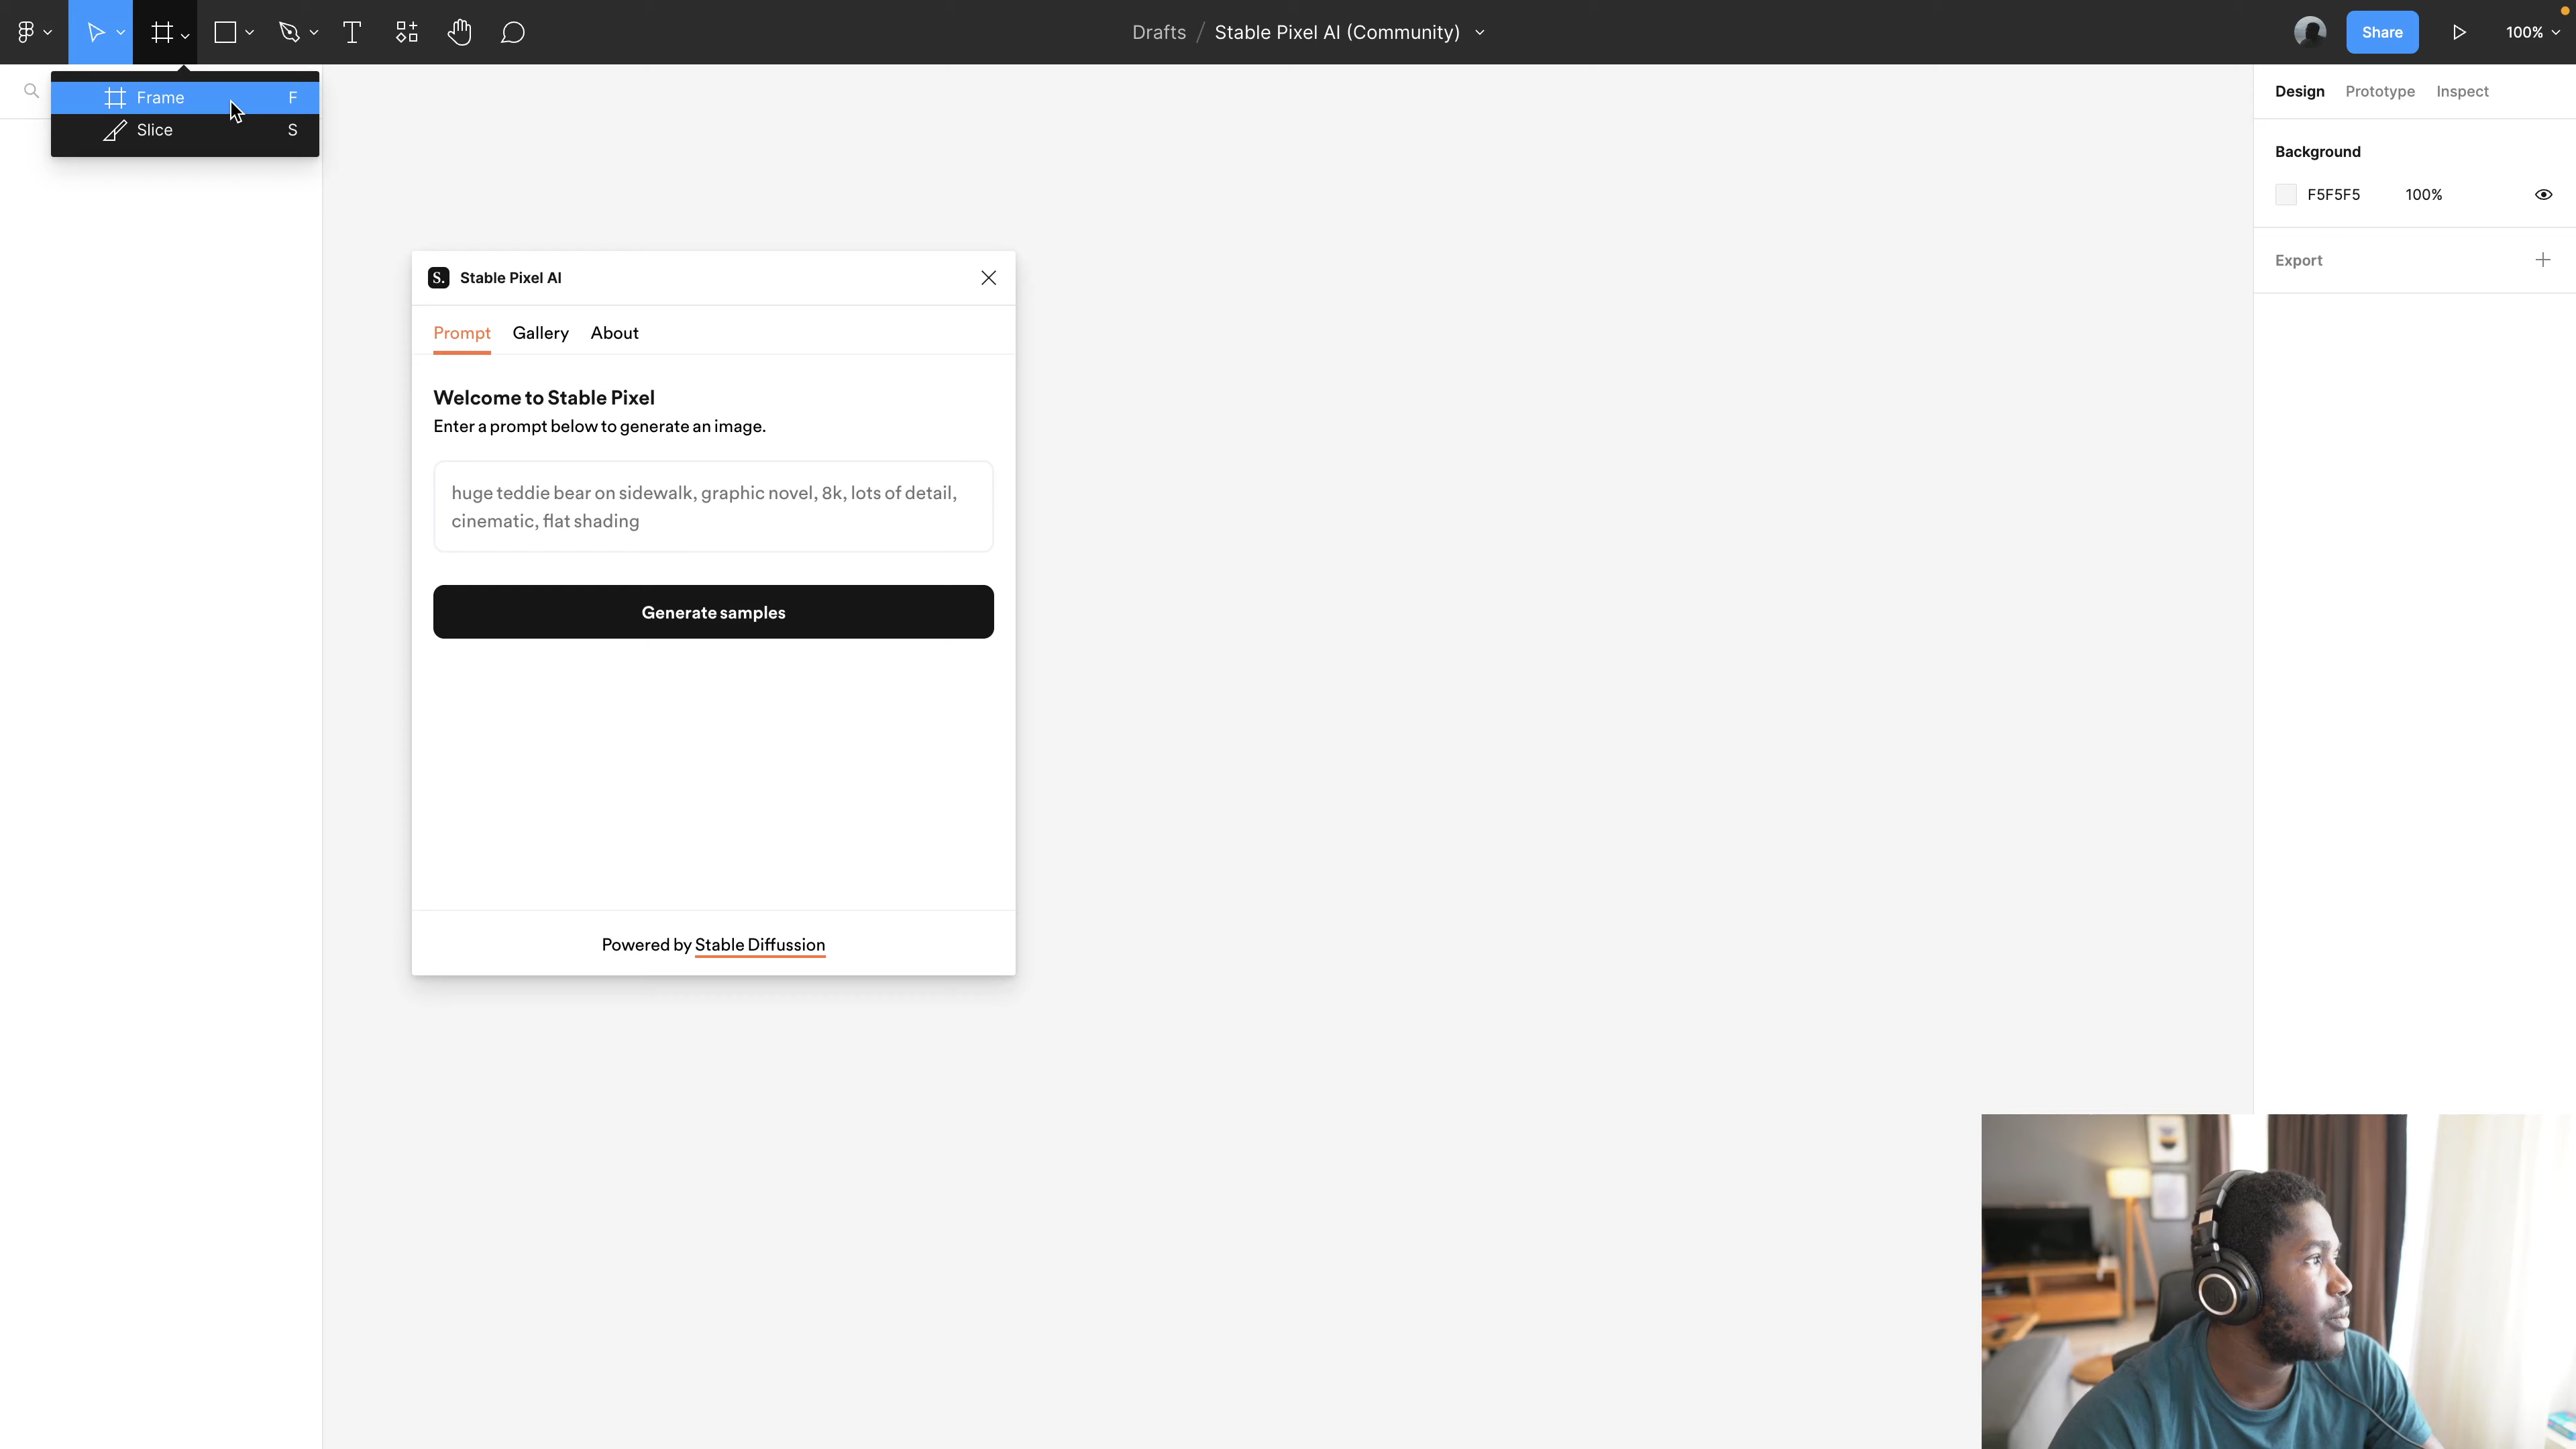 Drafts / Stable Pixel AI (Community)
Share
100%
Frame F
Slice S
Design Prototype Inspect
Background
F5F5F5 100%
Export
S. Stable Pixel AI
Prompt Gallery About
Welcome to Stable Pixel
Enter a prompt below to generate an image.
huge teddie bear on sidewalk, graphic novel, 8k, lots of detail,
cinematic, flat shading
Generate samples
Powered by Stable Diffussion